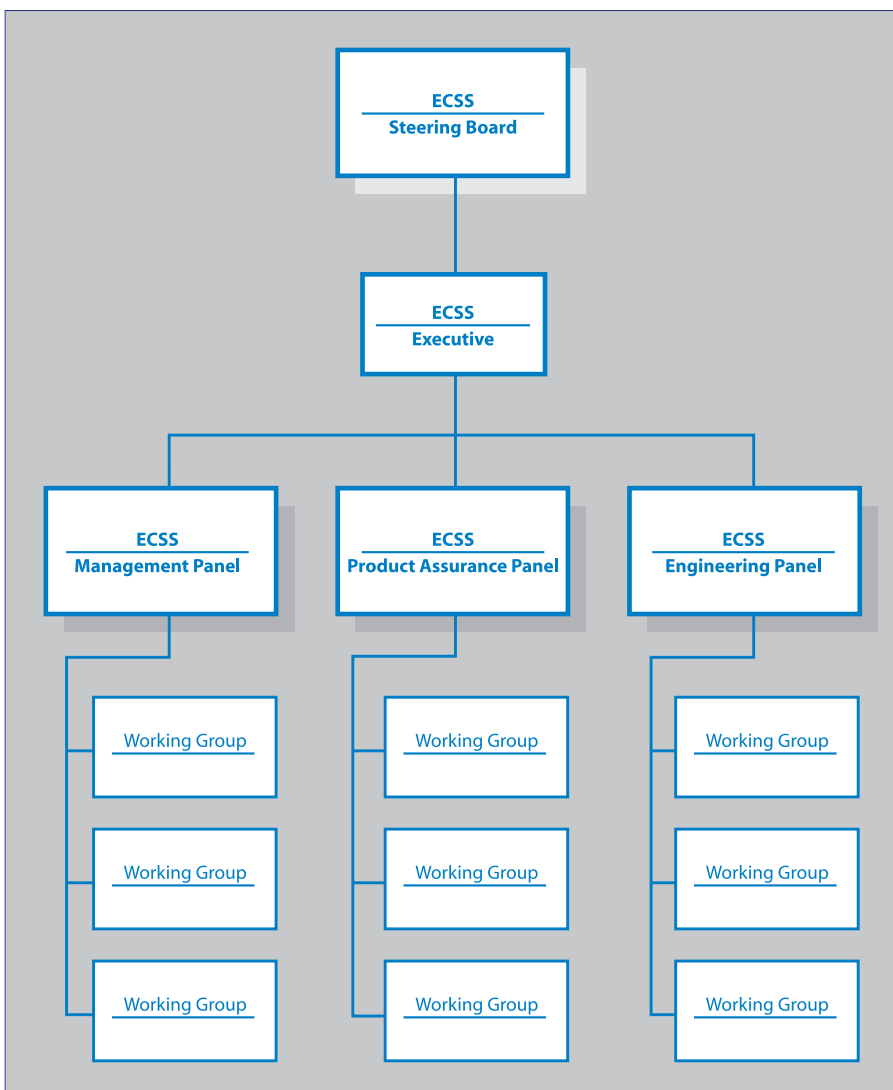 ECSS
Steering Board
ECSS
Executive
ECSS
Management Panel
ECSS
Product Assurance Panel
ECSS
Engineering Panel
Working Group
Working Group
Working Group
Working Group
Working Group
Working Group
Working Group
Working Group
Working Group